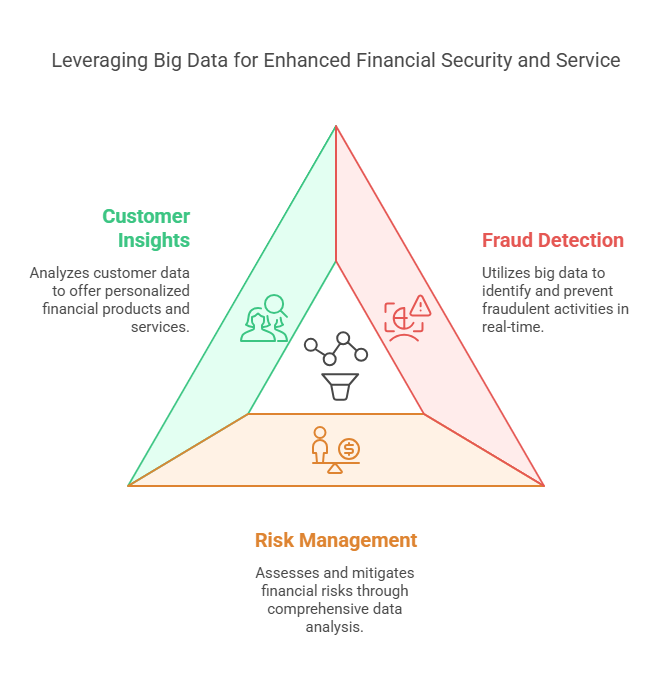 Leveraging Big Data for Enhanced Financial Security and Service
Customer
Insights
Analyzes customer data
to offer personalized
financial products and
services.
Fraud Detection
Utilizes big data to
identify and prevent
fraudulent activities in
real-time.
$
Risk Management
Assesses and mitigates
financial risks through
comprehensive data
analysis.